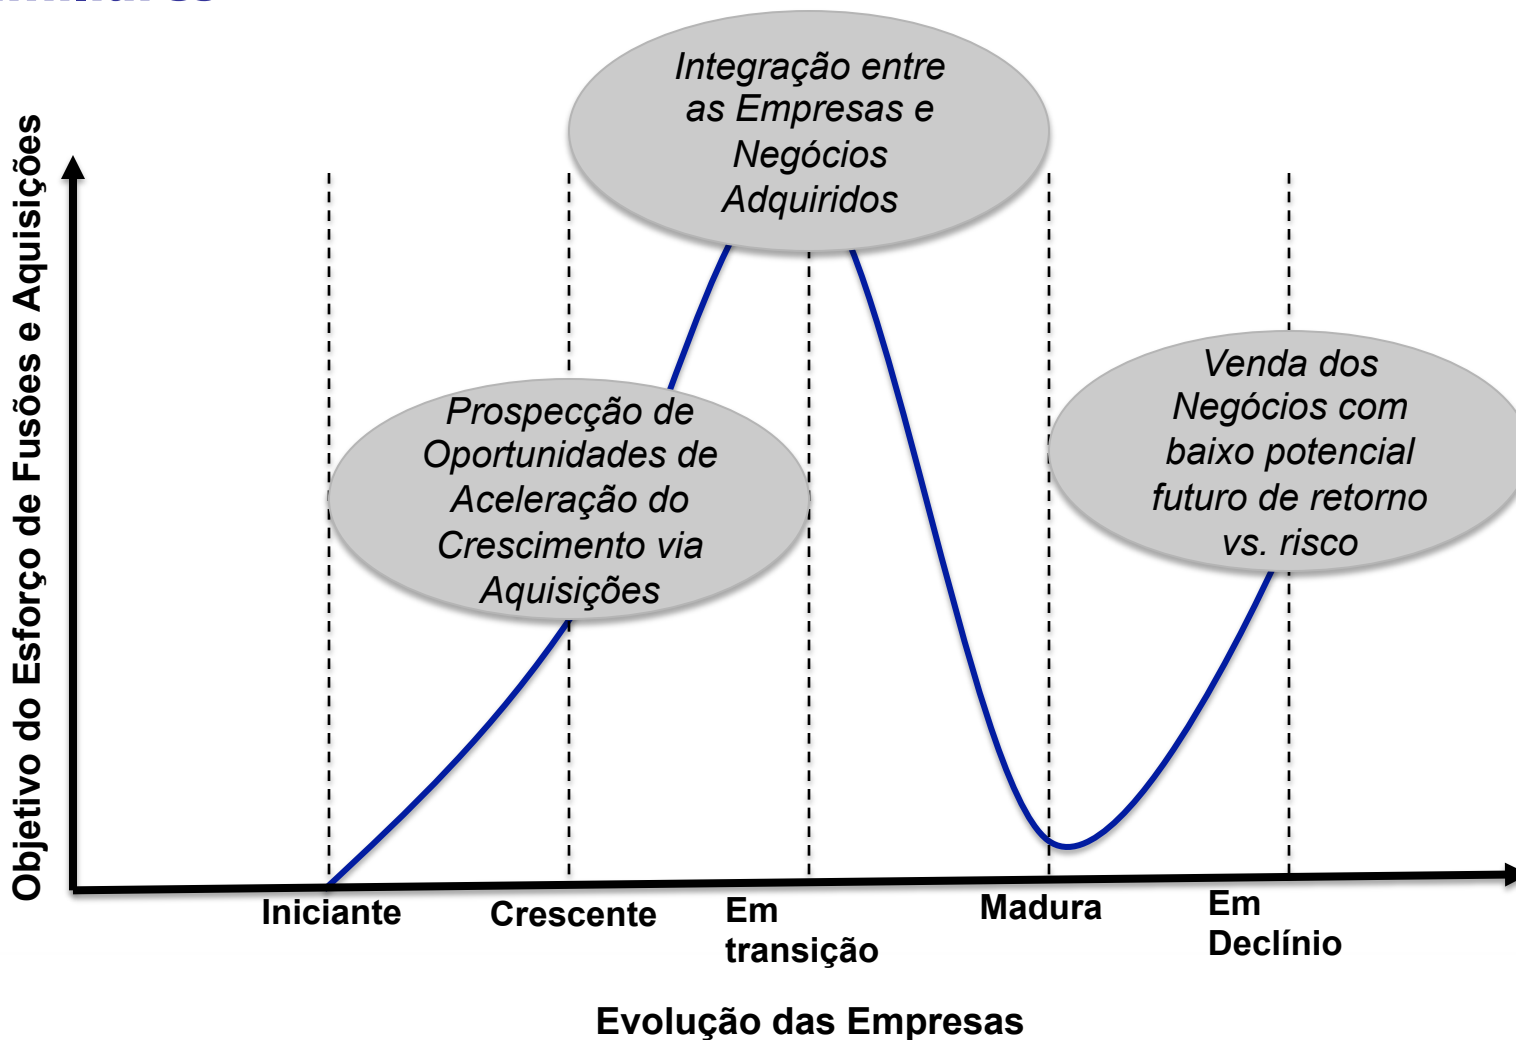 Integração entre
as Empresas e
Negócios
Adquiridos
Objetivo do Esforço de Fusões e Aquisições
Prospecção de
Oportunidades de
Aceleração do
Crescimento via
Aquisições
Venda dos
Negócios com
baixo potencial
futuro de retorno
vs. risco
Iniciante
Crescente
Em
transição
Madura
Em
Declínio
Evolução das Empresas